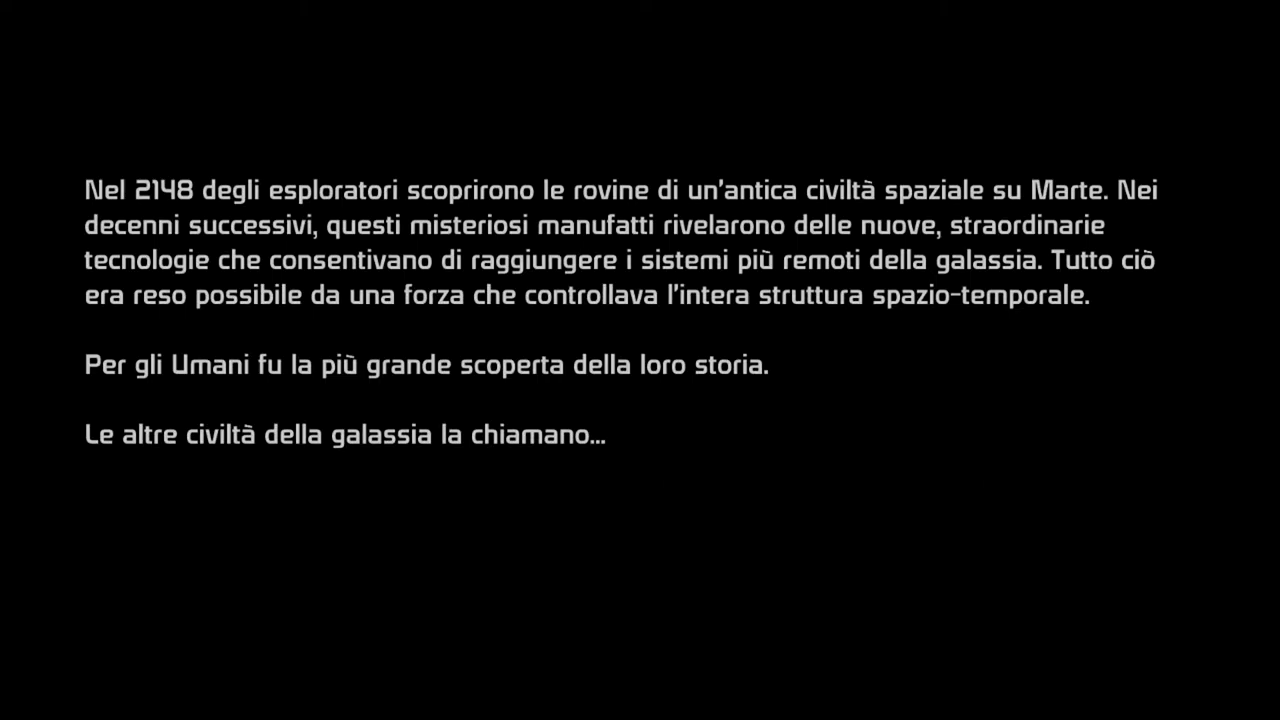 Nel 2148 degli esploratori scoprirono le rovine di un'antica civiltà spaziale su Marte. Nei
decenni successivi, questi misteriosi manufatti rivelarono delle nuove, straordinarie
tecnologie che consentivano di raggiungere i sistemi più remoti della galassia. Tutto ciò
era reso possibile da una forza che controllava l'intera struttura spazio-temporale.
Per gli Umani fu la più grande scoperta della loro storia.
Le altre civiltà della galassia la chiamano...